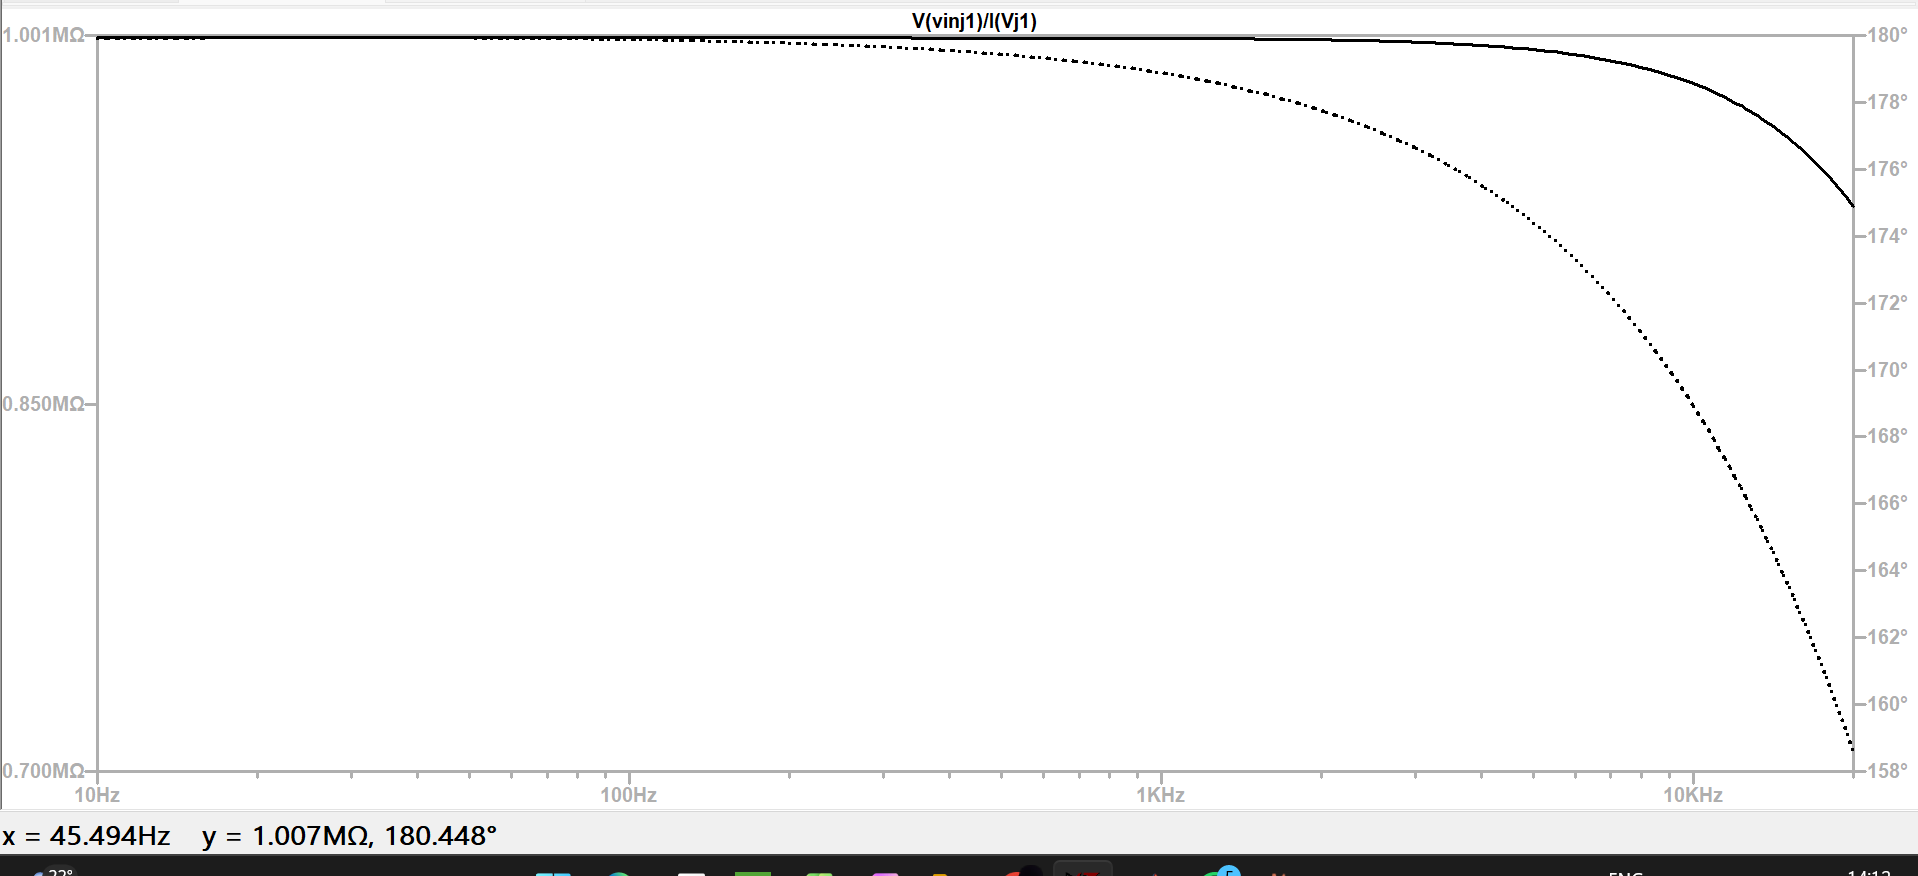 V(vinj1)/I(Vj1)
1.001MΩ
0.850MΩ
0.700MΩ
180°
178°
176°
174°
172°
170°
168°
166°
164°
162°
160°
158°
10Hz 100Hz 1KHz 10KHz
x = 45.494Hz y = 1.007MΩ, 180.448°
22°